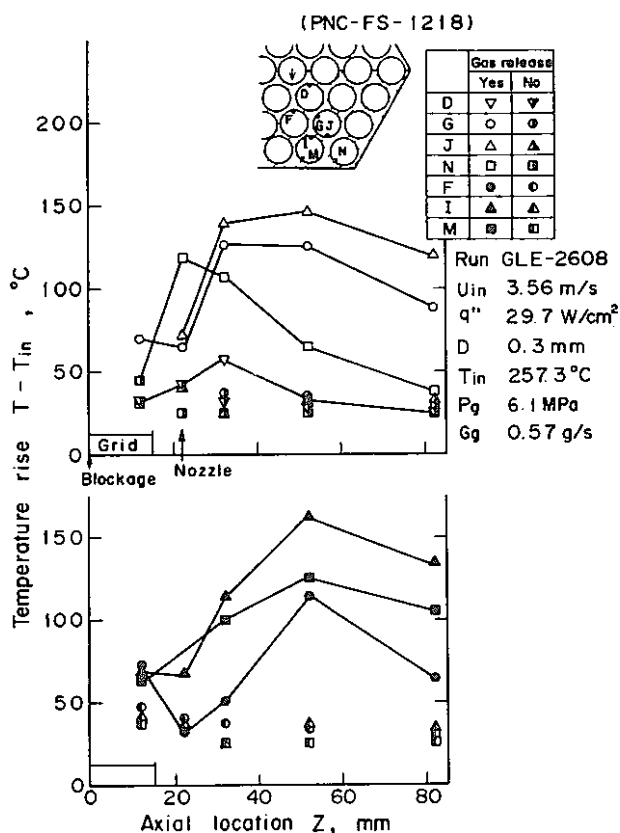 (PNC-FS-1218)
D
F
G J
I
M
N
Gas release
Yes No
D
G
J
N
F
I
M
Run GLE-2608
Uin 3.56 m/s
q" 29.7 W/cm²
D 0.3 mm
Tin 257.3 °C
Pg 6.1 MPa
Gg 0.57 g/s
Temperature rise T-Tin , °C
200
150
100
50
0
Grid
Blockage
Nozzle
150
100
50
0
0 20 40 60 80
Axial location Z, mm